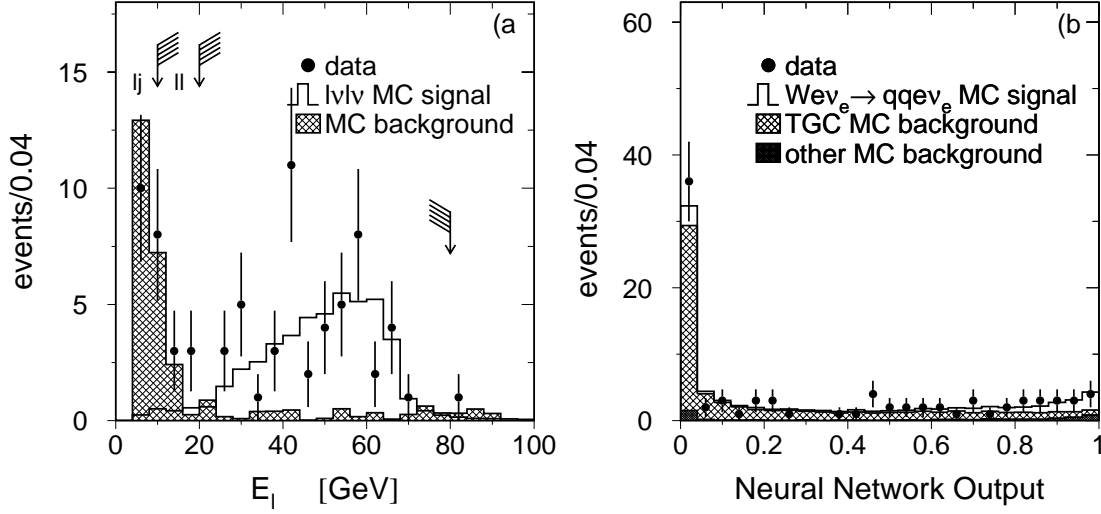 (a
lj
ll
data
lνlν MC signal
MC background
events/0.04
15
10
5
0
0
20
40
60
80
100
E_l [GeV]
(b
data
Weν_e→ qqeν_e MC signal
TGC MC background
other MC background
events/0.04
60
40
20
0
0
0.2
0.4
0.6
0.8
1
Neural Network Output